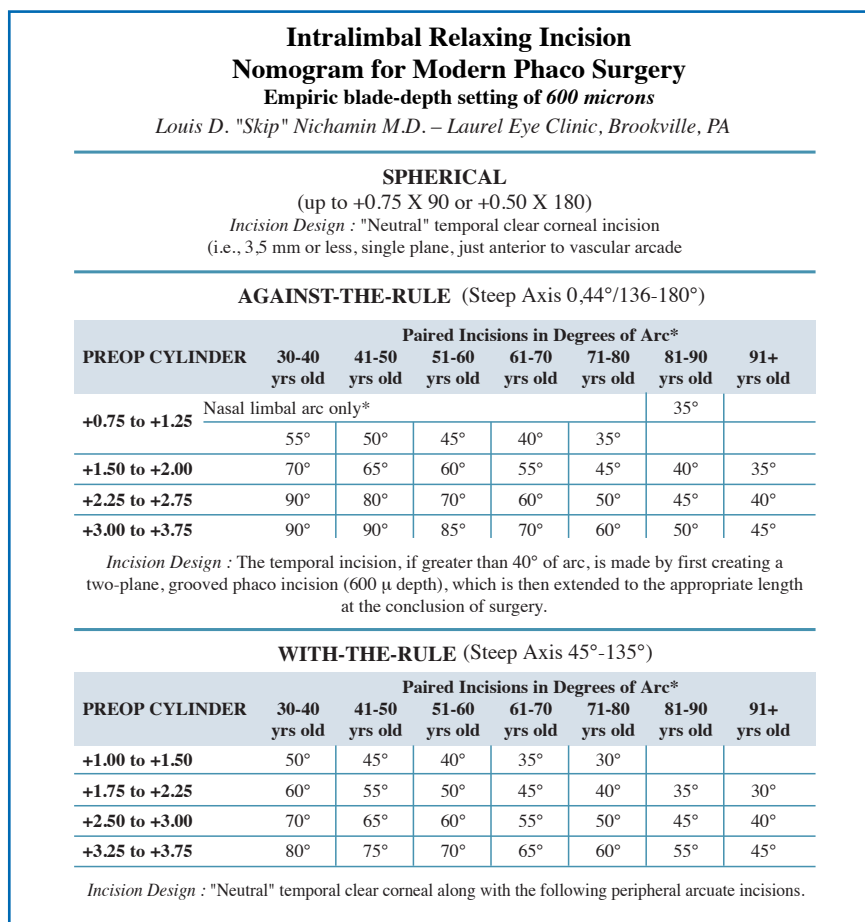 Intralimbal Relaxing Incision
Nomogram for Modern Phaco Surgery
Empiric blade-depth setting of 600 microns
Louis D. "Skip" Nichamin M.D. – Laurel Eye Clinic, Brookville, PA
SPHERICAL
(up to +0.75 X 90 or +0.50 X 180)
Incision Design : "Neutral" temporal clear corneal incision
(i.e., 3,5 mm or less, single plane, just anterior to vascular arcade
AGAINST-THE-RULE (Steep Axis 0,44°/136-180°)
Paired Incisions in Degrees of Arc*
PREOP CYLINDER 30-40 41-50 51-60 61-70 71-80 81-90 91+
yrs old yrs old yrs old yrs old yrs old yrs old yrs old
+0.75 to +1.25 Nasal limbal arc only* 35°
55° 50° 45° 40° 35°
+1.50 to +2.00 70° 65° 60° 55° 45° 40° 35°
+2.25 to +2.75 90° 80° 70° 60° 50° 45° 40°
+3.00 to +3.75 90° 90° 85° 70° 60° 50° 45°
Incision Design : The temporal incision, if greater than 40° of arc, is made by first creating a
two-plane, grooved phaco incision (600 µ depth), which is then extended to the appropriate length
at the conclusion of surgery.
WITH-THE-RULE (Steep Axis 45°-135°)
Paired Incisions in Degrees of Arc*
PREOP CYLINDER 30-40 41-50 51-60 61-70 71-80 81-90 91+
yrs old yrs old yrs old yrs old yrs old yrs old yrs old
+1.00 to +1.50 50° 45° 40° 35° 30°
+1.75 to +2.25 60° 55° 50° 45° 40° 35° 30°
+2.50 to +3.00 70° 65° 60° 55° 50° 45° 40°
+3.25 to +3.75 80° 75° 70° 65° 60° 55° 45°
Incision Design : "Neutral" temporal clear corneal along with the following peripheral arcuate incisions.